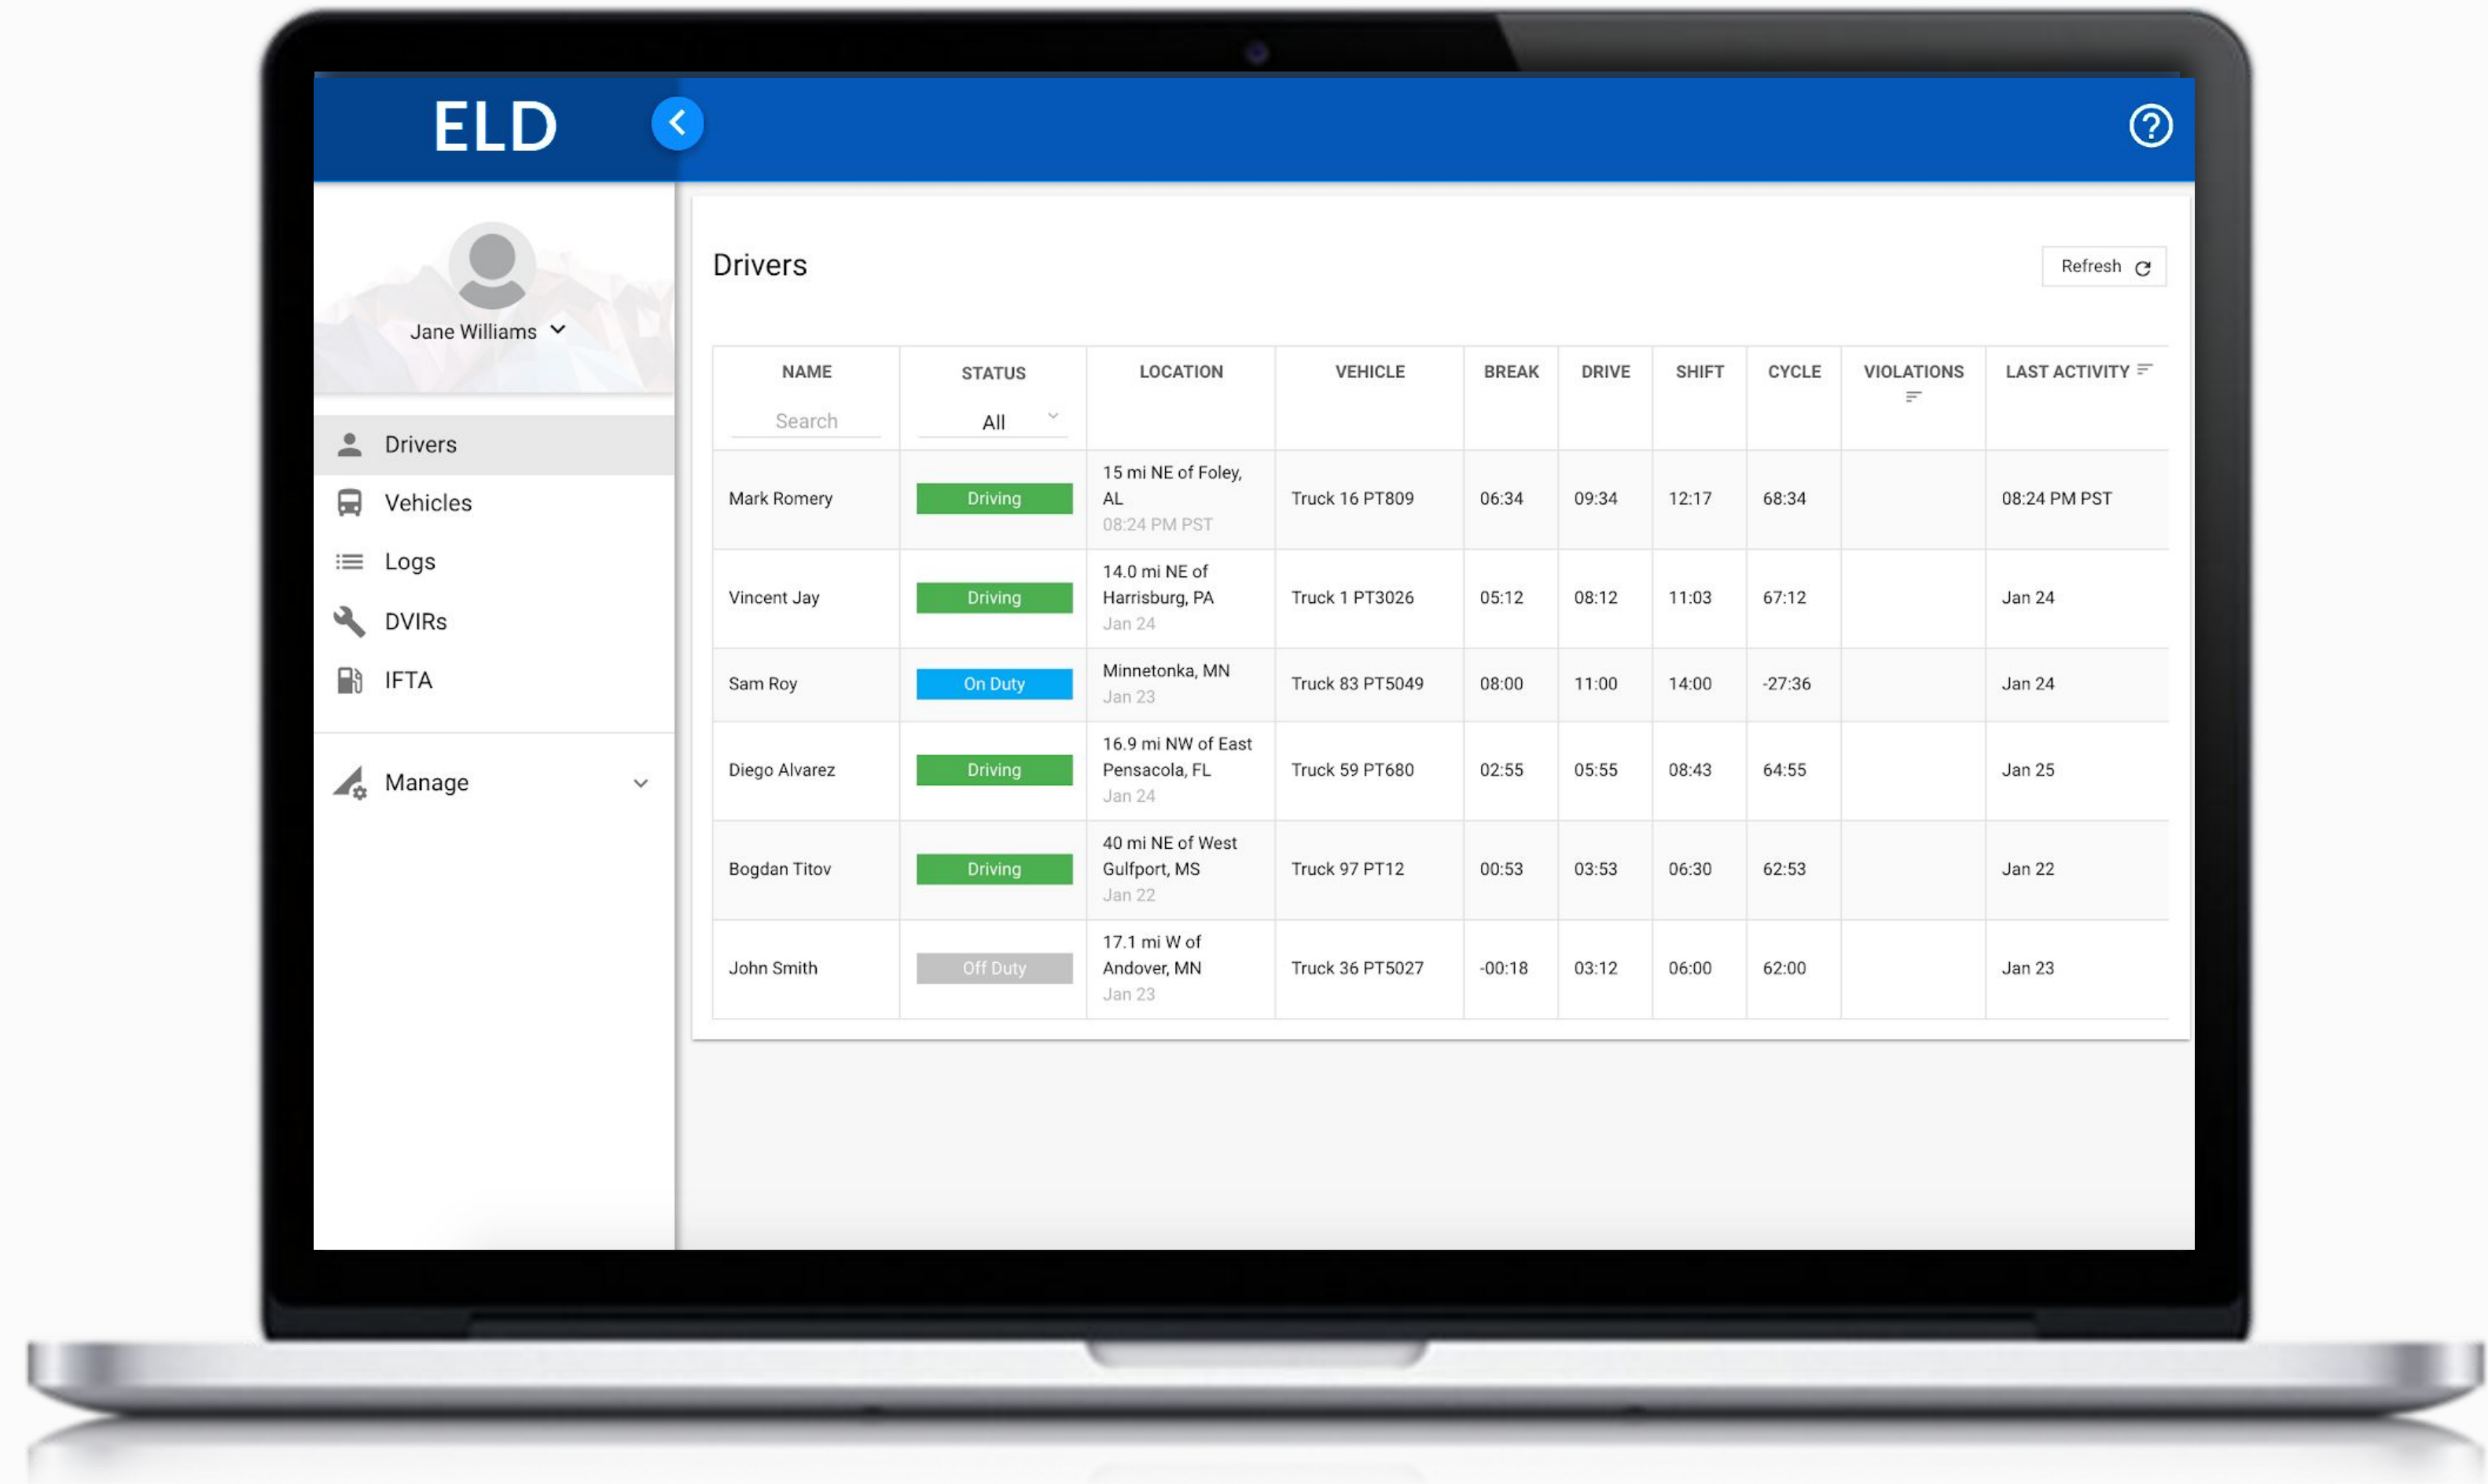 ELD
Jane Williams
Drivers
Vehicles
Logs
DVIRs
IFTA
Manage
Drivers
Refresh
NAME STATUS LOCATION VEHICLE BREAK DRIVE SHIFT CYCLE VIOLATIONS LAST ACTIVITY
Search All
15 mi NE of Foley,
Mark Romery Driving AL Truck 16 PT809 06:34 09:34 12:17 68:34 08:24 PM PST
08:24 PM PST
14.0 mi NE of
Vincent Jay Driving Harrisburg, PA Truck 1 PT3026 05:12 08:12 11:03 67:12 Jan 24
Jan 24
Minnetonka, MN
Sam Roy On Duty Truck 83 PT5049 08:00 11:00 14:00 -27:36 Jan 24
Jan 23
16.9 mi NW of East
Diego Alvarez Driving Pensacola, FL Truck 59 PT680 02:55 05:55 08:43 64:55 Jan 25
Jan 24
40 mi NE of West
Bogdan Titov Driving Gulfport, MS Truck 97 PT12 00:53 03:53 06:30 62:53 Jan 22
Jan 22
17.1 mi W of
John Smith Off Duty Andover, MN Truck 36 PT5027 -00:18 03:12 06:00 62:00 Jan 23
Jan 23